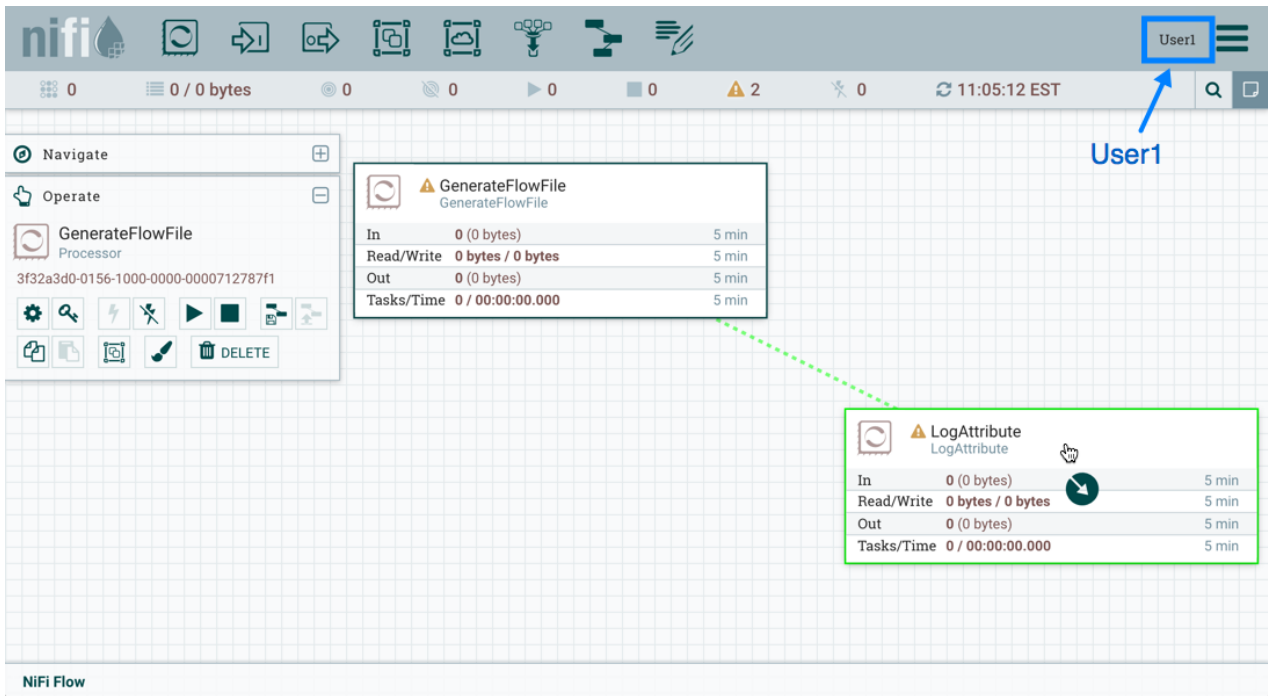 nifi
User1
0 0 / 0 bytes 0 0 0 0 2 0 11:05:12 EST
User1
Navigate
Operate
GenerateFlowFile
Processor
3f32a3d0-0156-1000-0000-0000712787f1
DELETE
GenerateFlowFile
GenerateFlowFile
In 0 (0 bytes) 5 min
Read/Write 0 bytes / 0 bytes 5 min
Out 0 (0 bytes) 5 min
Tasks/Time 0 / 00:00:00.000 5 min
LogAttribute
LogAttribute
In 0 (0 bytes) 5 min
Read/Write 0 bytes / 0 bytes 5 min
Out 0 (0 bytes) 5 min
Tasks/Time 0 / 00:00:00.000 5 min
NiFi Flow